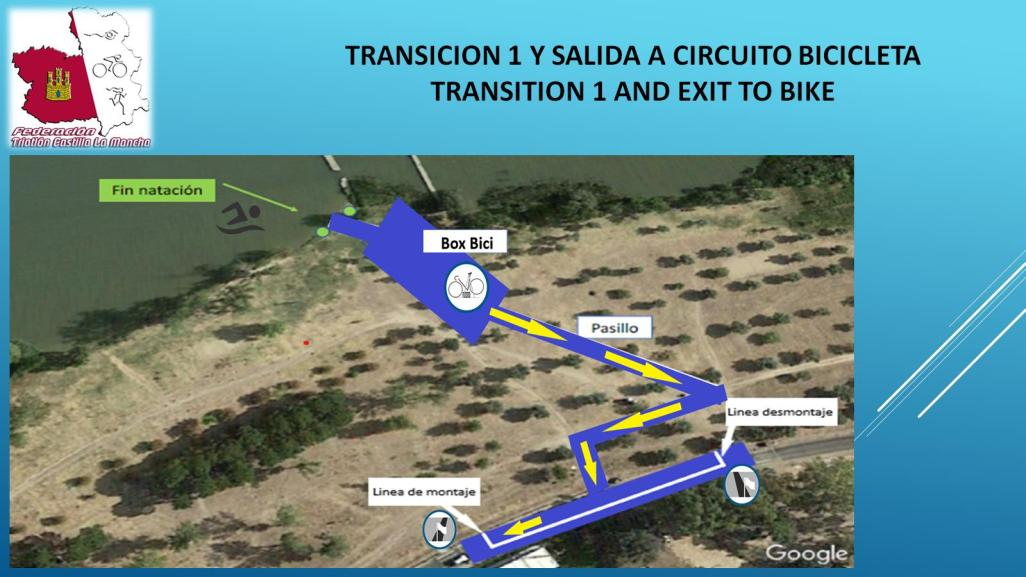 TRANSICION 1 Y SALIDA A CIRCUITO BICICLETA
TRANSITION 1 AND EXIT TO BIKE
Federación
Triatlón Castilla La Mancha
Fin natación
Box Bici
Pasillo
Linea desmontaje
Linea de montaje
Google